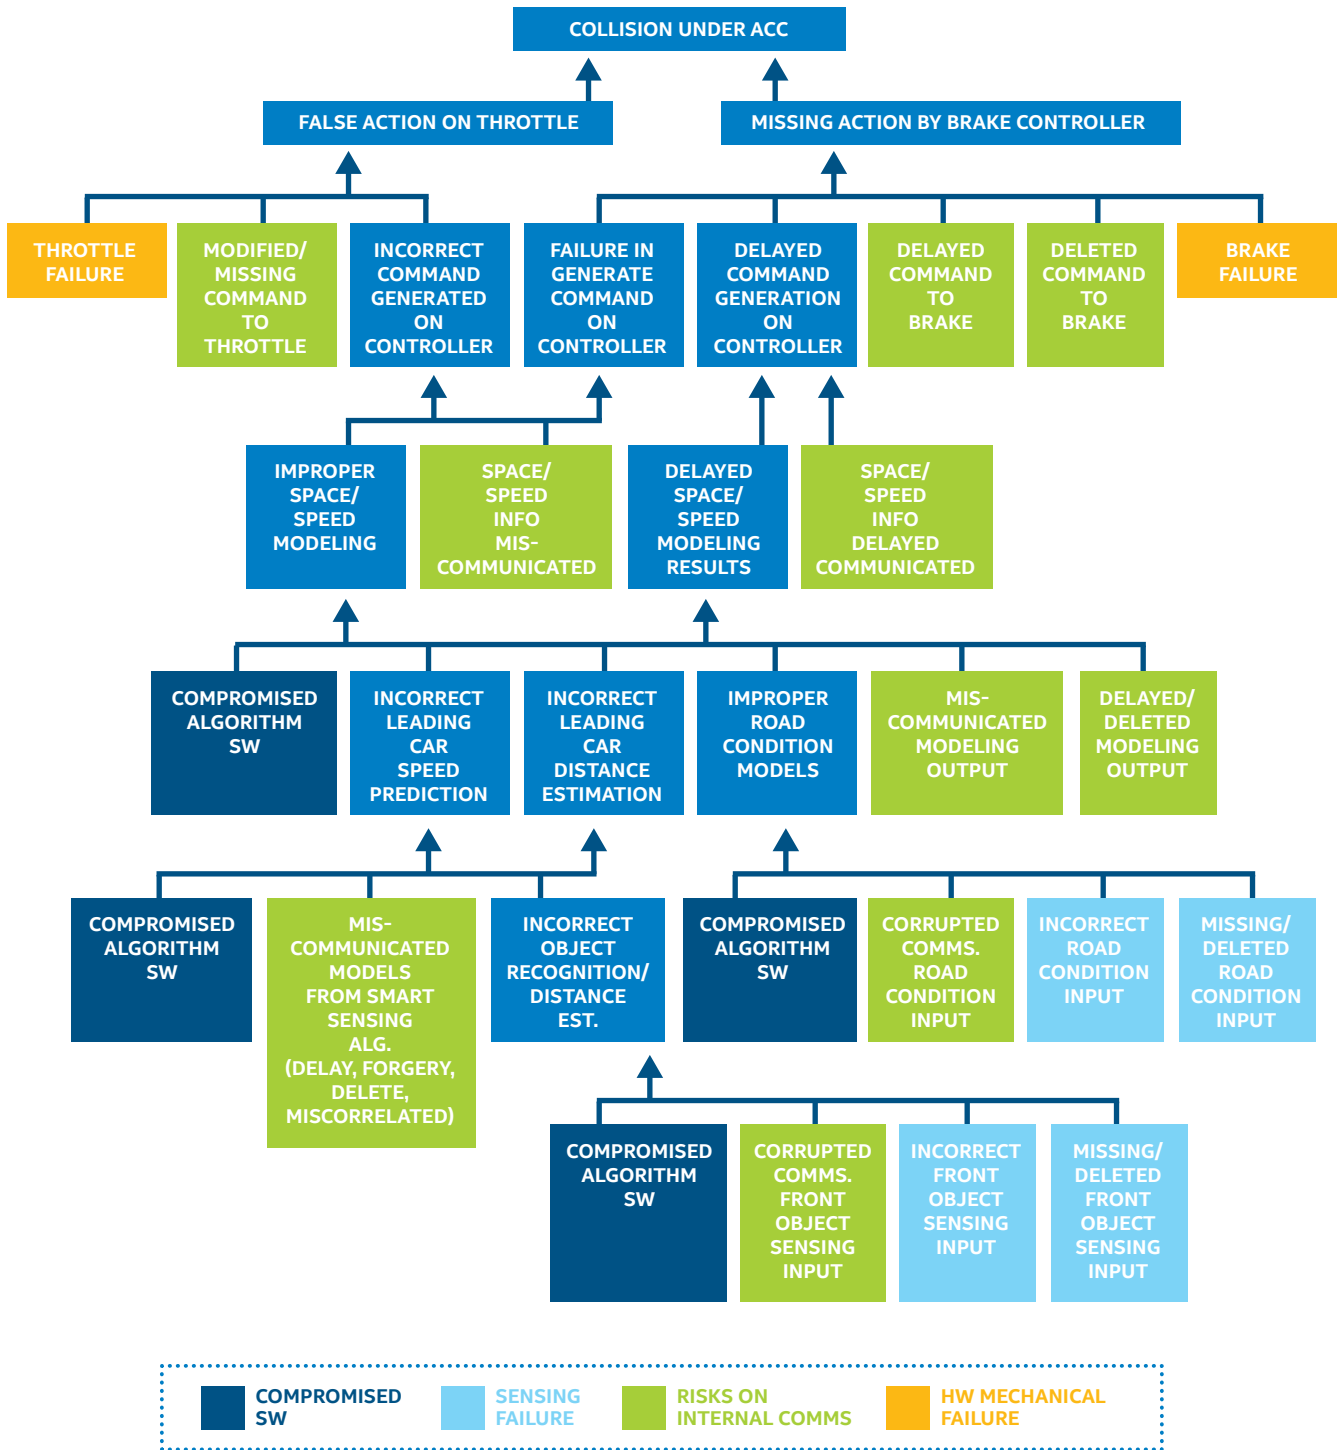 COLLISION UNDER ACC
FALSE ACTION ON THROTTLE
MISSING ACTION BY BRAKE CONTROLLER
THROTTLE
FAILURE
MODIFIED/
MISSING
COMMAND
TO
THROTTLE
INCORRECT
COMMAND
GENERATED
ON
CONTROLLER
FAILURE IN
GENERATE
COMMAND
ON
CONTROLLER
DELAYED
COMMAND
GENERATION
ON
CONTROLLER
DELAYED
COMMAND
TO
BRAKE
DELETED
COMMAND
TO
BRAKE
BRAKE
FAILURE
IMPROPER
SPACE/
SPEED
MODELING
SPACE/
SPEED
INFO
MIS-
COMMUNICATED
DELAYED
SPACE/
SPEED
MODELING
RESULTS
SPACE/
SPEED
INFO
DELAYED
COMMUNICATED
COMPROMISED
ALGORITHM
SW
INCORRECT
LEADING
CAR
SPEED
PREDICTION
INCORRECT
LEADING
CAR
DISTANCE
ESTIMATION
IMPROPER
ROAD
CONDITION
MODELS
MIS-
COMMUNICATED
MODELING
OUTPUT
DELAYED/
DELETED
MODELING
OUTPUT
COMPROMISED
ALGORITHM
SW
MIS-
COMMUNICATED
MODELS
FROM SMART
SENSING
ALG.
(DELAY, FORGERY,
DELETE,
MISCORRELATED)
INCORRECT
OBJECT
RECOGNITION/
DISTANCE
EST.
COMPROMISED
ALGORITHM
SW
CORRUPTED
COMMS.
ROAD
CONDITION
INPUT
INCORRECT
ROAD
CONDITION
INPUT
MISSING/
DELETED
ROAD
CONDITION
INPUT
COMPROMISED
ALGORITHM
SW
CORRUPTED
COMMS.
FRONT
OBJECT
SENSING
INPUT
INCORRECT
FRONT
OBJECT
SENSING
INPUT
MISSING/
DELETED
FRONT
OBJECT
SENSING
INPUT
COMPROMISED
SW
SENSING
FAILURE
RISKS ON
INTERNAL COMMS
HW MECHANICAL
FAILURE